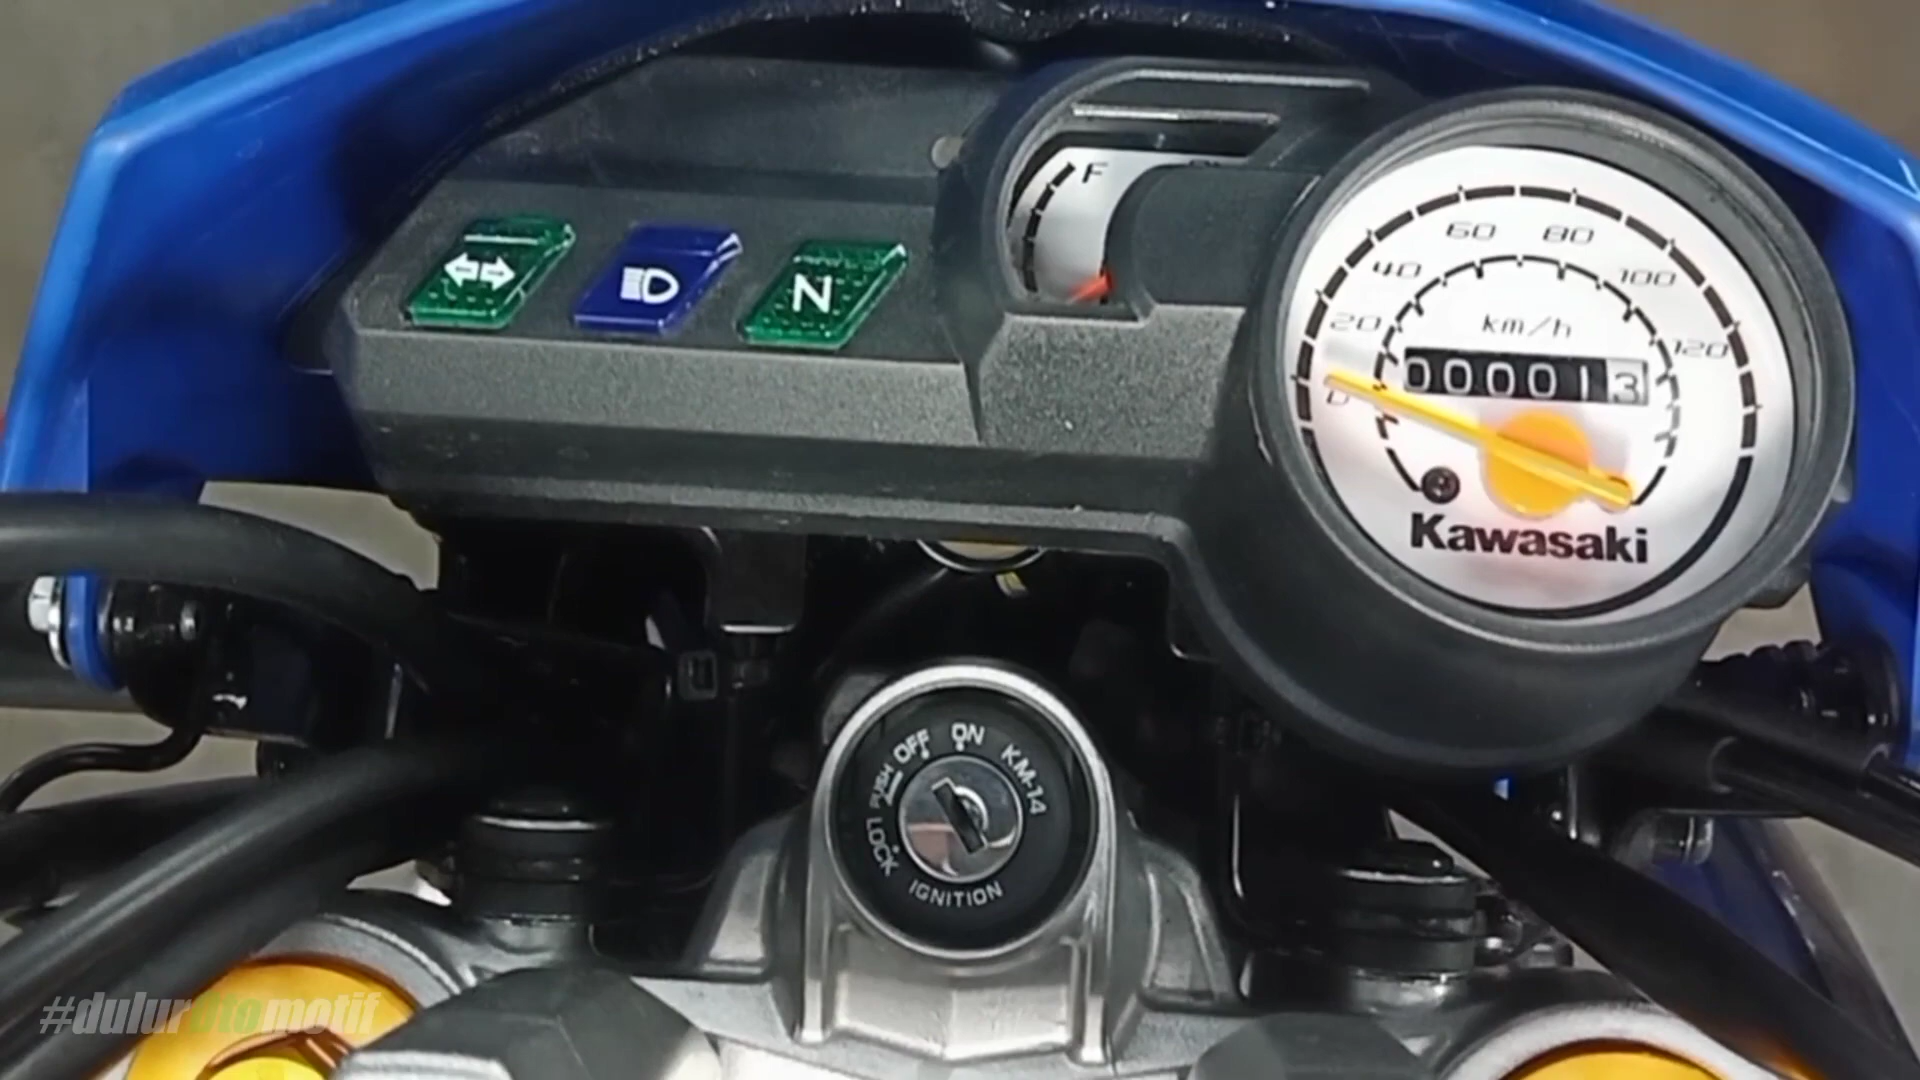 F
N
60 80
40 100
20 120
0
km/h
000013
Kawasaki
OFF ON KM-14
PUSH
LOCK
IGNITION
#dulurOtomotif